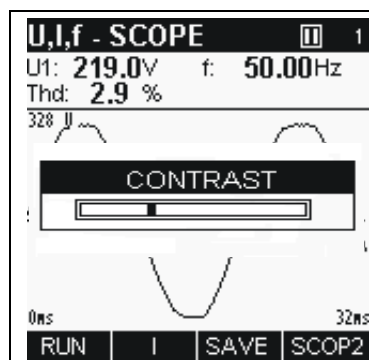 U,I,f - SCOPE 1
U1: 219.0V f: 50.00Hz
Thd: 2.9 %
328 U
CONTRAST
0ms 32ms
RUN I SAVE SCOP2